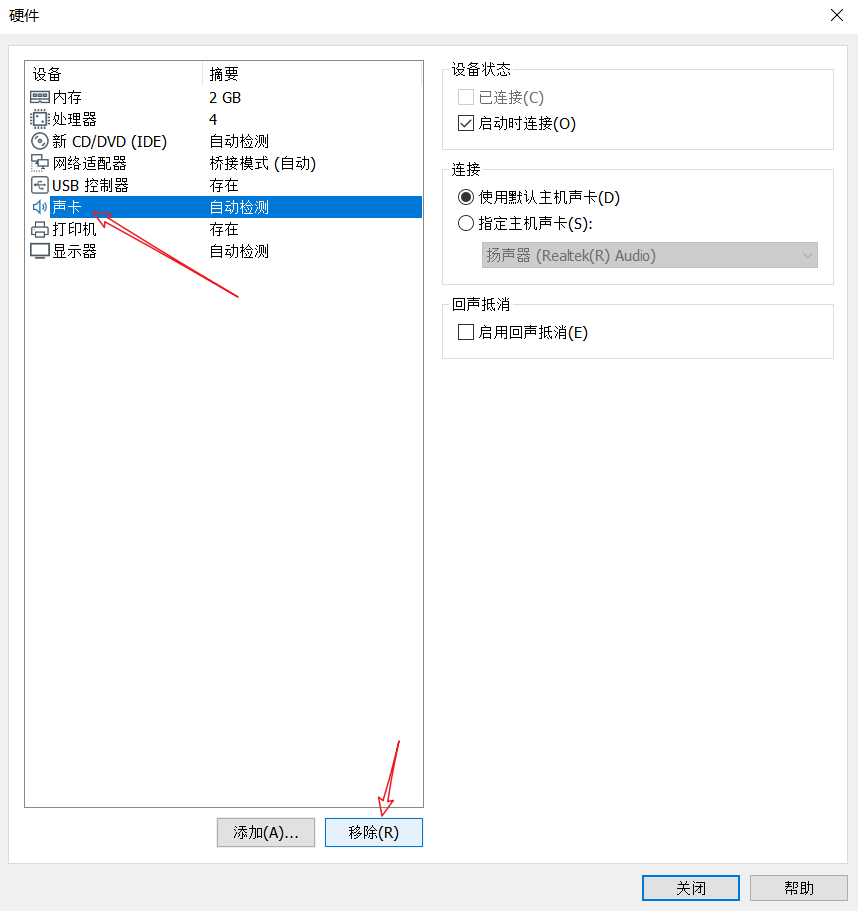 硬件
设备 摘要
内存 2 GB
处理器 4
新 CD/DVD (IDE) 自动检测
网络适配器 桥接模式 (自动)
USB 控制器 存在
声卡 自动检测
打印机 存在
显示器 自动检测
添加(A)... 移除(R)
设备状态
已连接(C)
启动时连接(O)
连接
使用默认主机声卡(D)
指定主机声卡(S):
扬声器 (Realtek(R) Audio)
回声抵消
启用回声抵消(E)
关闭 帮助